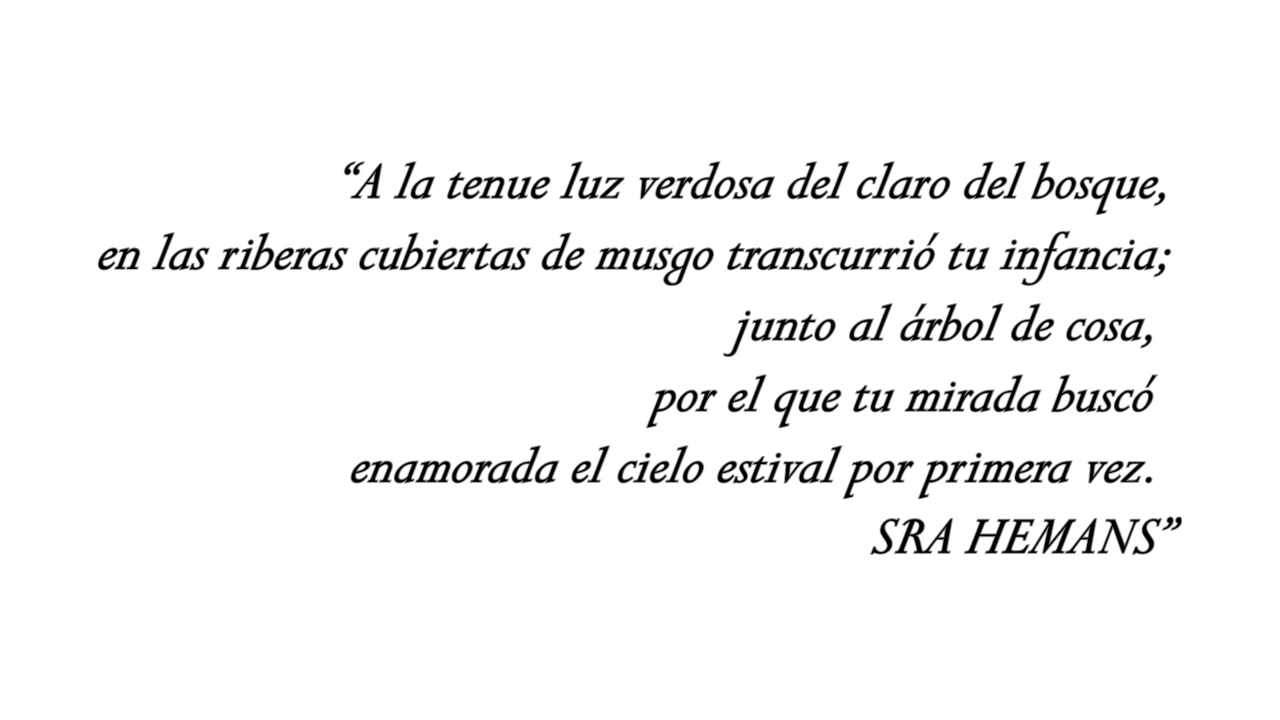 “A la tenue luz verdosa del claro del bosque,
en las riberas cubiertas de musgo transcurrió tu infancia;
junto al árbol de cosa,
por el que tu mirada buscó
enamorada el cielo estival por primera vez.
SRA HEMANS”